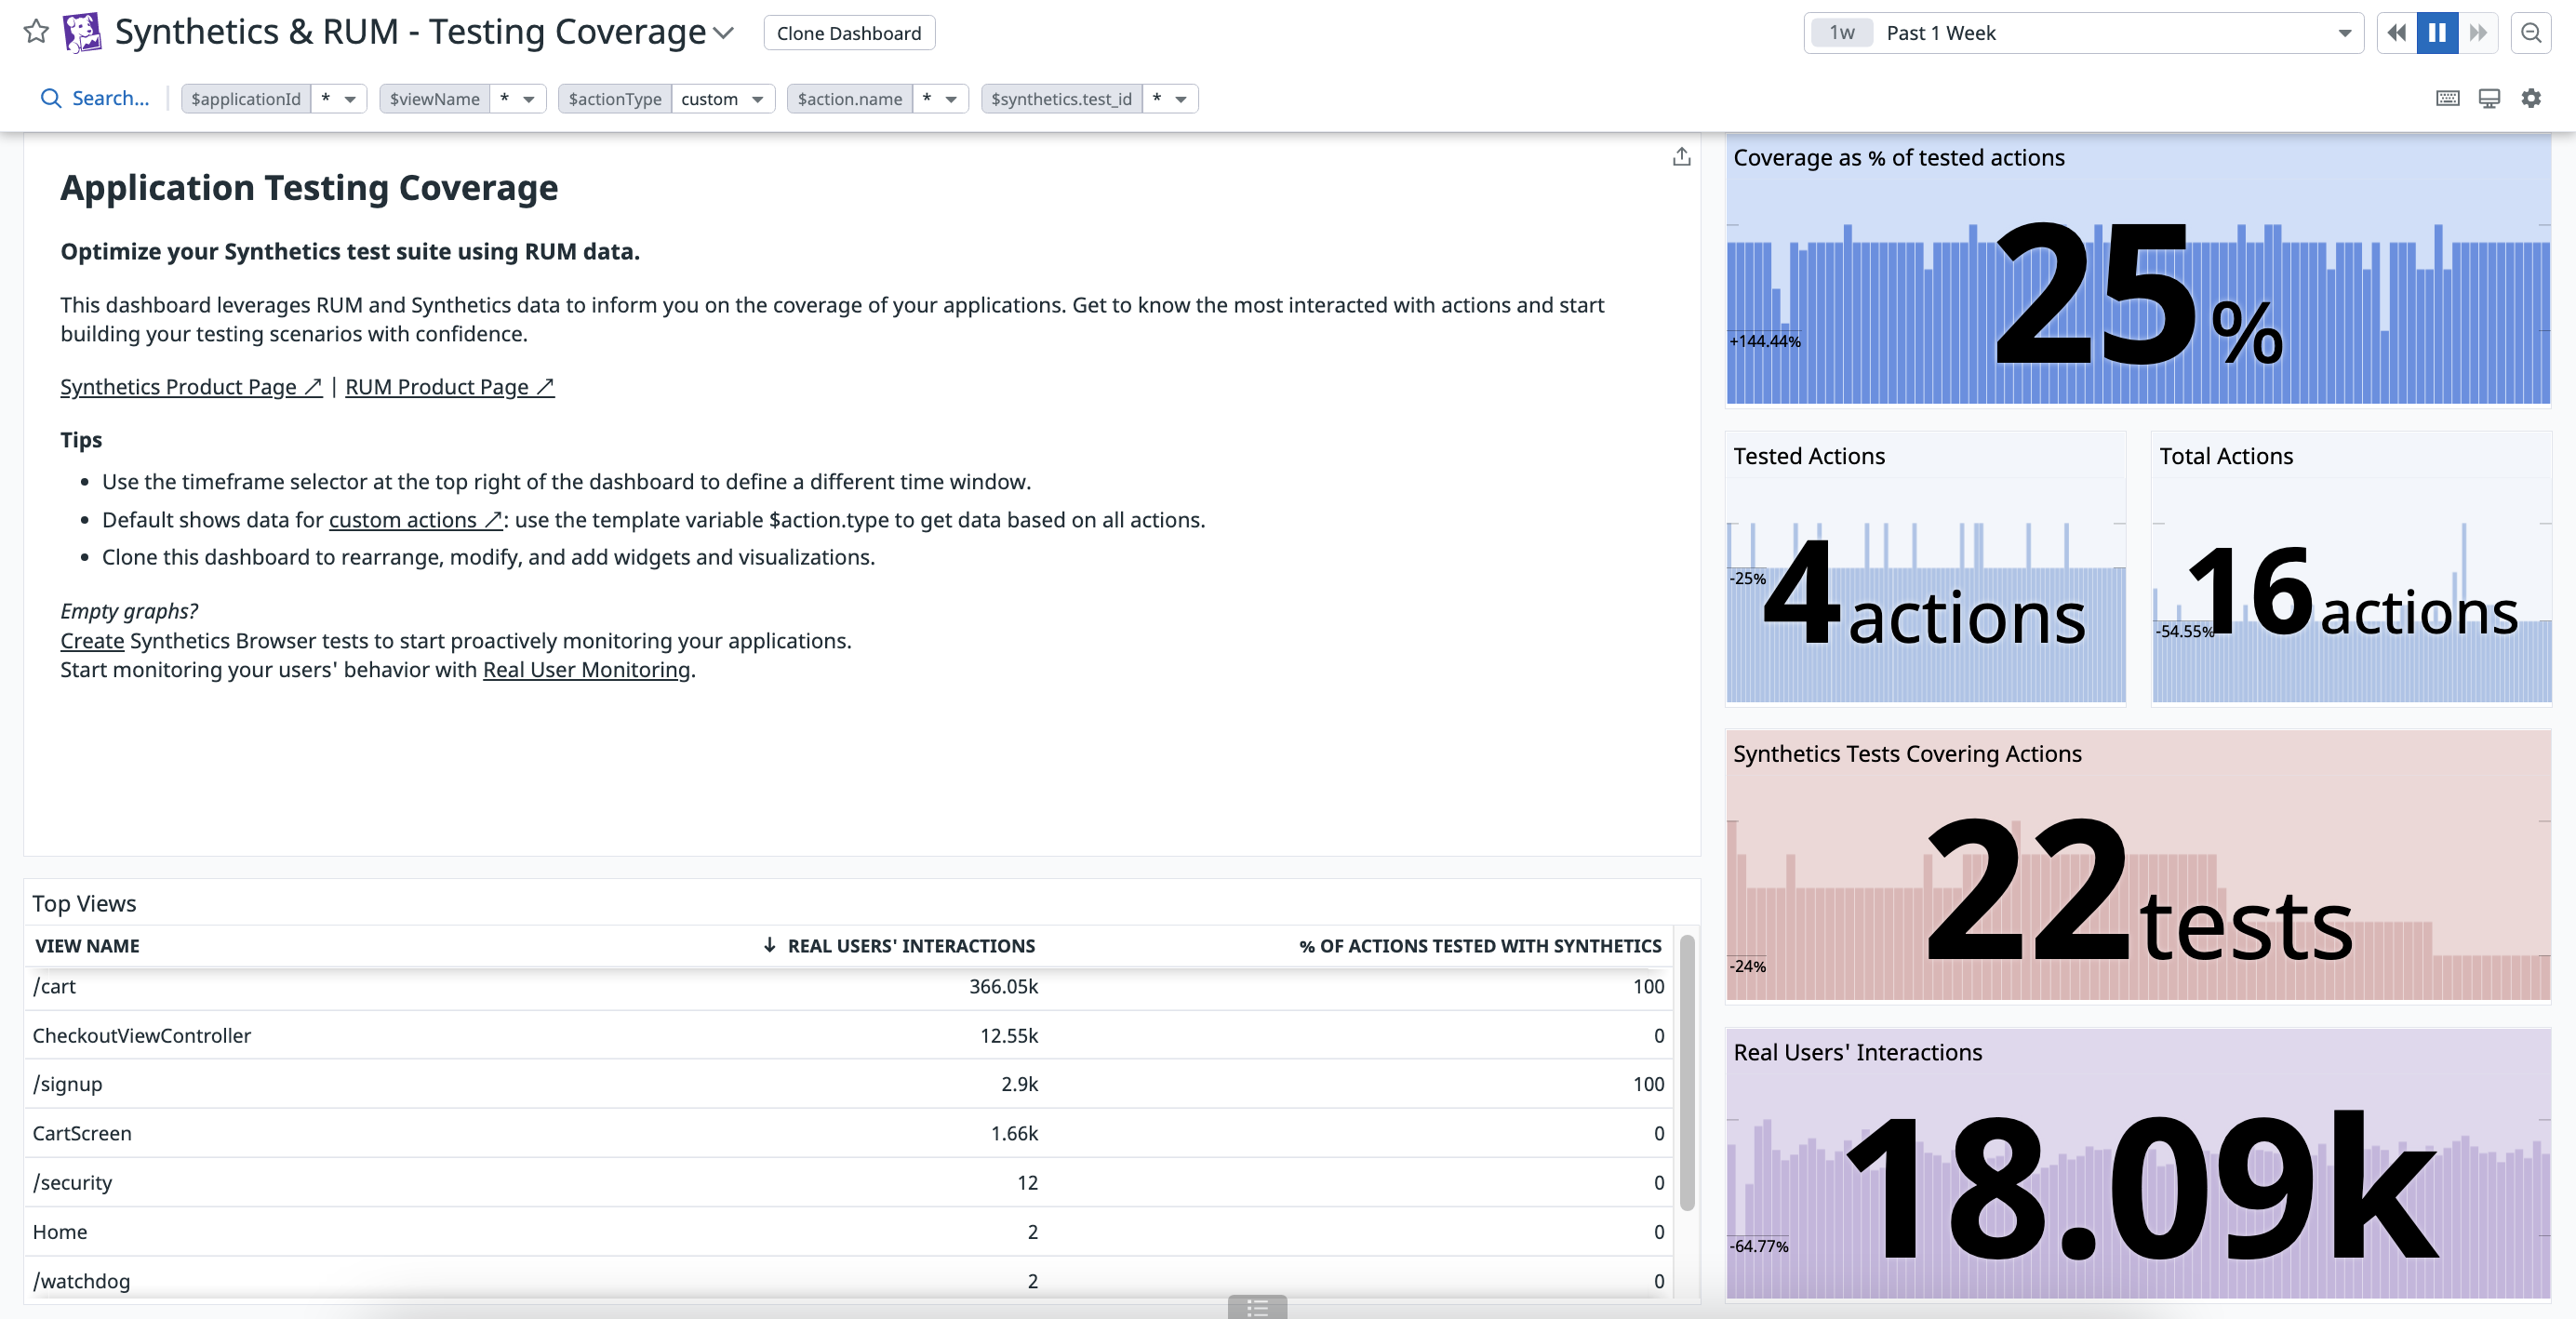 Synthetics & RUM - Testing Coverage
Clone Dashboard
1w Past 1 Week
Search...
$applicationId *
$viewName *
$actionType custom
$action.name *
$synthetics.test_id *
Application Testing Coverage
Optimize your Synthetics test suite using RUM data.
This dashboard leverages RUM and Synthetics data to inform you on the coverage of your applications. Get to know the most interacted with actions and start
building your testing scenarios with confidence.
Synthetics Product Page ↗ | RUM Product Page ↗
Tips
• Use the timeframe selector at the top right of the dashboard to define a different time window.
• Default shows data for custom actions ↗: use the template variable $action.type to get data based on all actions.
• Clone this dashboard to rearrange, modify, and add widgets and visualizations.
Empty graphs?
Create Synthetics Browser tests to start proactively monitoring your applications.
Start monitoring your users' behavior with Real User Monitoring.
Coverage as % of tested actions
25%
+144.44%
Tested Actions
4 actions
-25%
Total Actions
16 actions
-54.55%
Synthetics Tests Covering Actions
22 tests
-24%
Real Users' Interactions
18.09k
-64.77%
Top Views
VIEW NAME ↓ REAL USERS' INTERACTIONS % OF ACTIONS TESTED WITH SYNTHETICS
/cart 366.05k 100
CheckoutViewController 12.55k 0
/signup 2.9k 100
CartScreen 1.66k 0
/security 12 0
Home 2 0
/watchdog 2 0